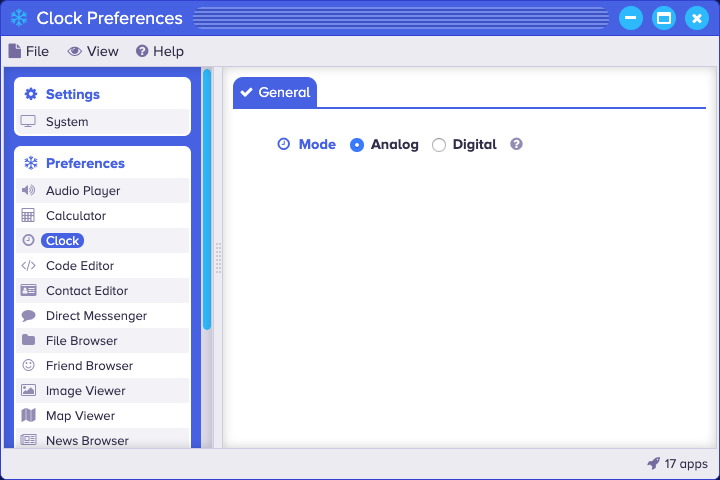 Clock Preferences
File View Help
Settings
System
Preferences
Audio Player
Calculator
Clock
Code Editor
Contact Editor
Direct Messenger
File Browser
Friend Browser
Image Viewer
Map Viewer
News Browser
General
Mode Analog Digital
17 apps